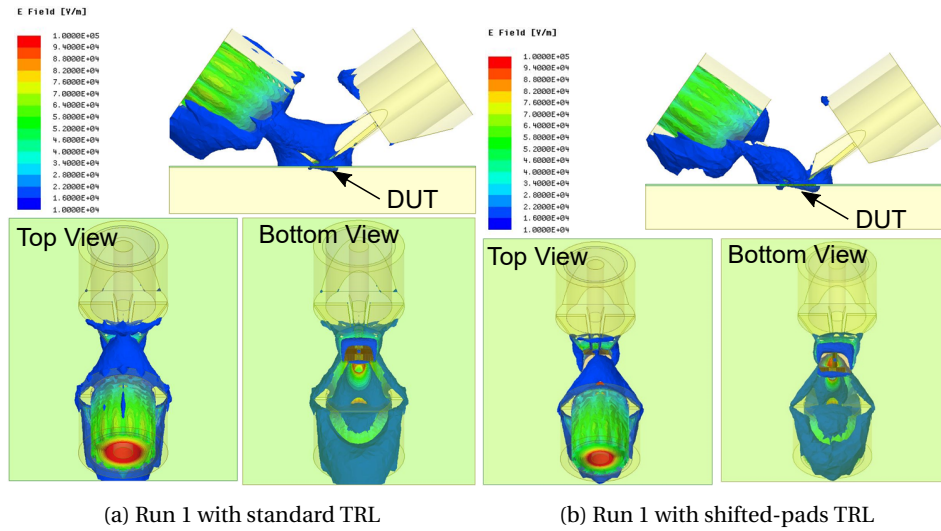 E Field [V/m]
1.0000E+05
9.4000E+04
8.8000E+04
8.2000E+04
7.6000E+04
7.0000E+04
6.4000E+04
5.8000E+04
5.2000E+04
4.6000E+04
4.0000E+04
3.4000E+04
2.8000E+04
2.2000E+04
1.6000E+04
1.0000E+04
DUT
Top View
Bottom View
(a) Run 1 with standard TRL
E Field [V/m]
1.0000E+05
9.4000E+04
8.8000E+04
8.2000E+04
7.6000E+04
7.0000E+04
6.4000E+04
5.8000E+04
5.2000E+04
4.6000E+04
4.0000E+04
3.4000E+04
2.8000E+04
2.2000E+04
1.6000E+04
1.0000E+04
DUT
Top View
Bottom View
(b) Run 1 with shifted-pads TRL